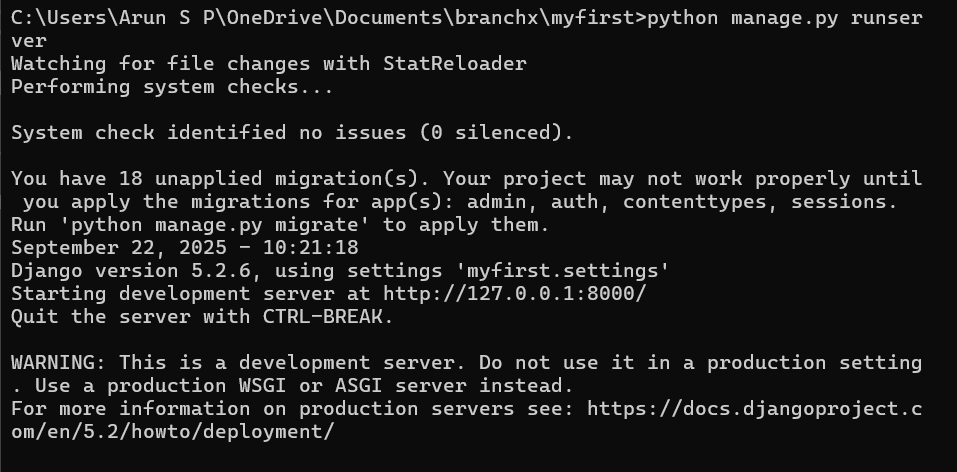 C:\Users\Arun S P\OneDrive\Documents\branchx\myfirst>python manage.py runser
ver
Watching for file changes with StatReloader
Performing system checks...
System check identified no issues (0 silenced).
You have 18 unapplied migration(s). Your project may not work properly until
 you apply the migrations for app(s): admin, auth, contenttypes, sessions.
Run 'python manage.py migrate' to apply them.
September 22, 2025 - 10:21:18
Django version 5.2.6, using settings 'myfirst.settings'
Starting development server at http://127.0.0.1:8000/
Quit the server with CTRL-BREAK.
WARNING: This is a development server. Do not use it in a production setting
. Use a production WSGI or ASGI server instead.
For more information on production servers see: https://docs.djangoproject.c
om/en/5.2/howto/deployment/